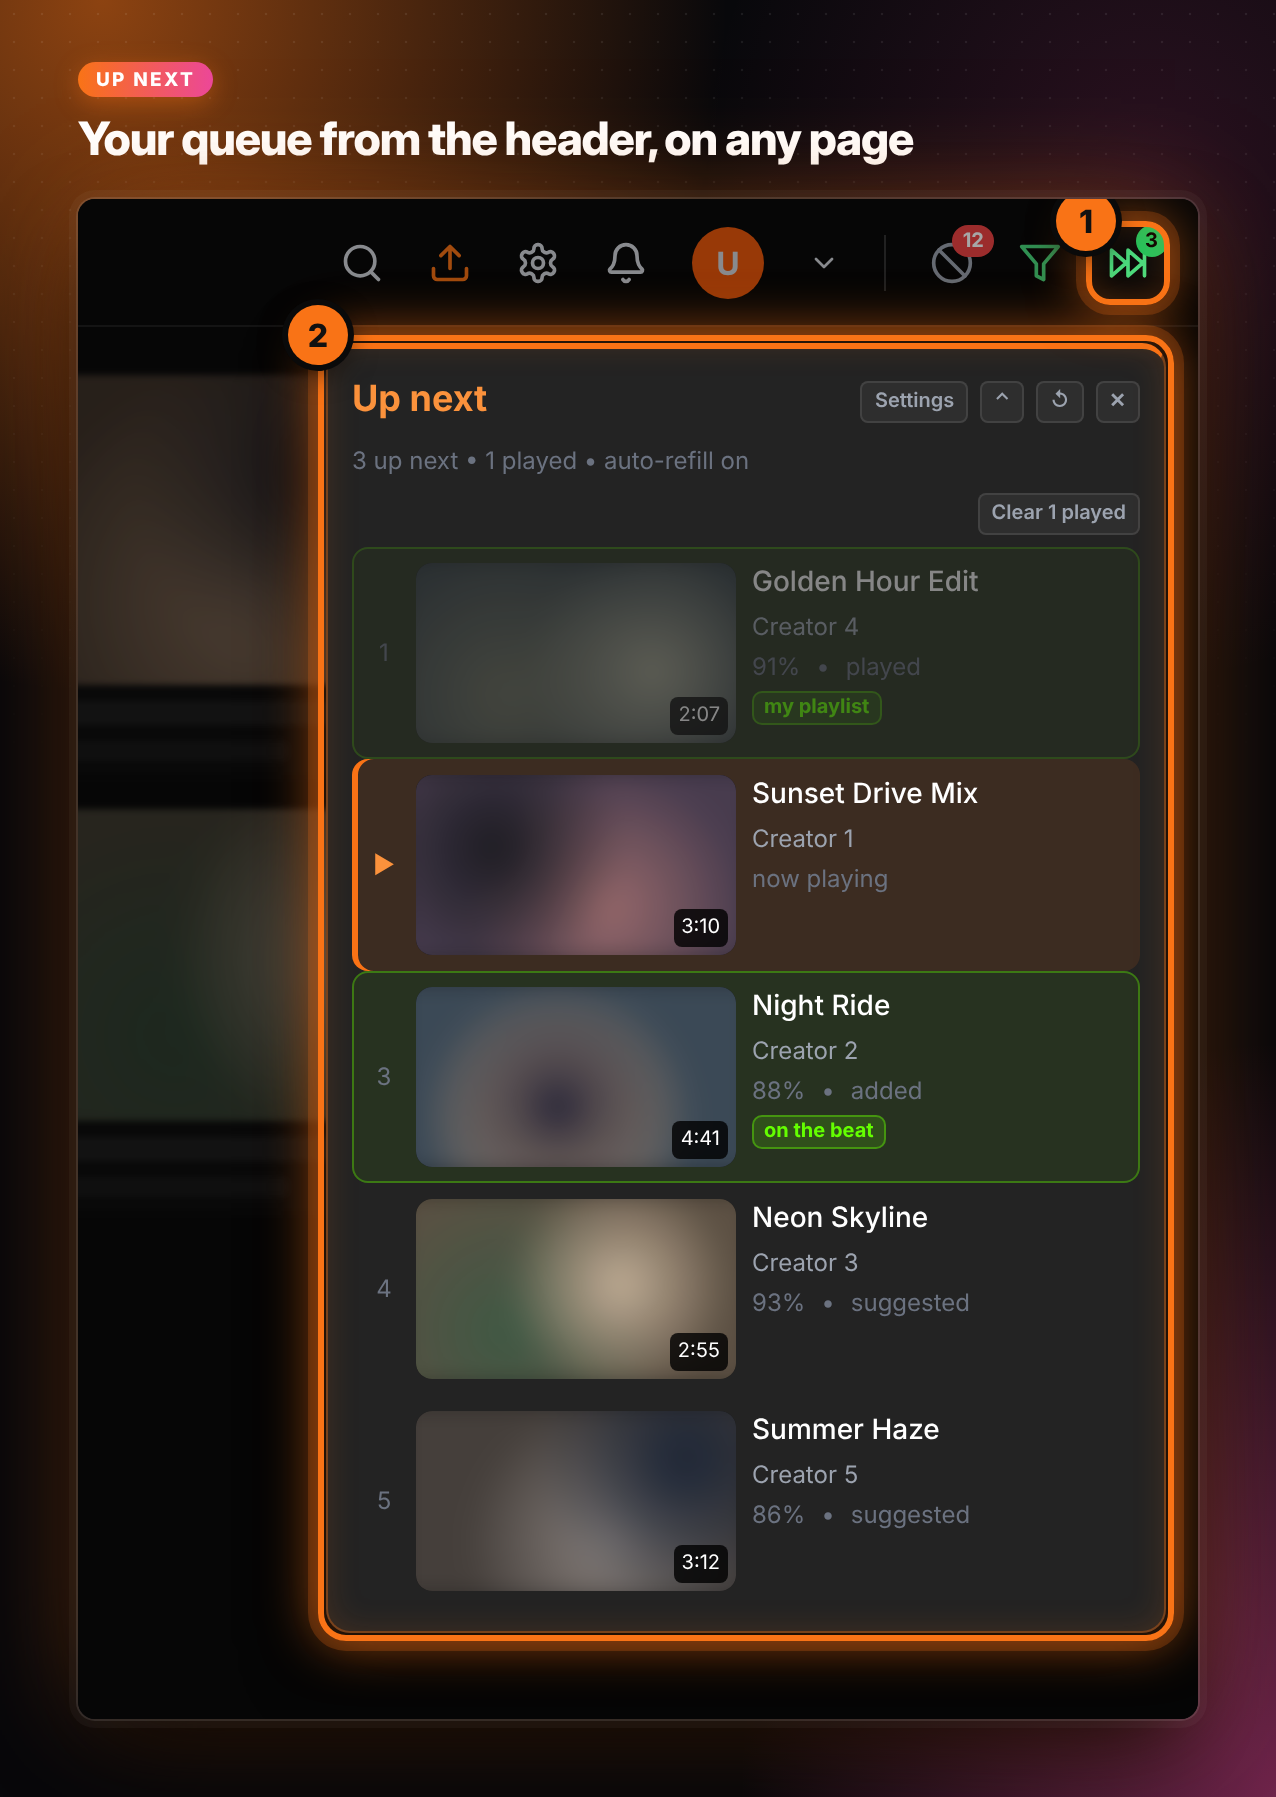 UP NEXT
Your queue from the header, on any page
1
U
12
3
2
Up next
Settings
3 up next • 1 played • auto-refill on
Clear 1 played
1
Golden Hour Edit
Creator 4
91% • played
my playlist
2:07
Sunset Drive Mix
Creator 1
now playing
3:10
3
Night Ride
Creator 2
88% • added
on the beat
4:41
4
Neon Skyline
Creator 3
93% • suggested
2:55
5
Summer Haze
Creator 5
86% • suggested
3:12